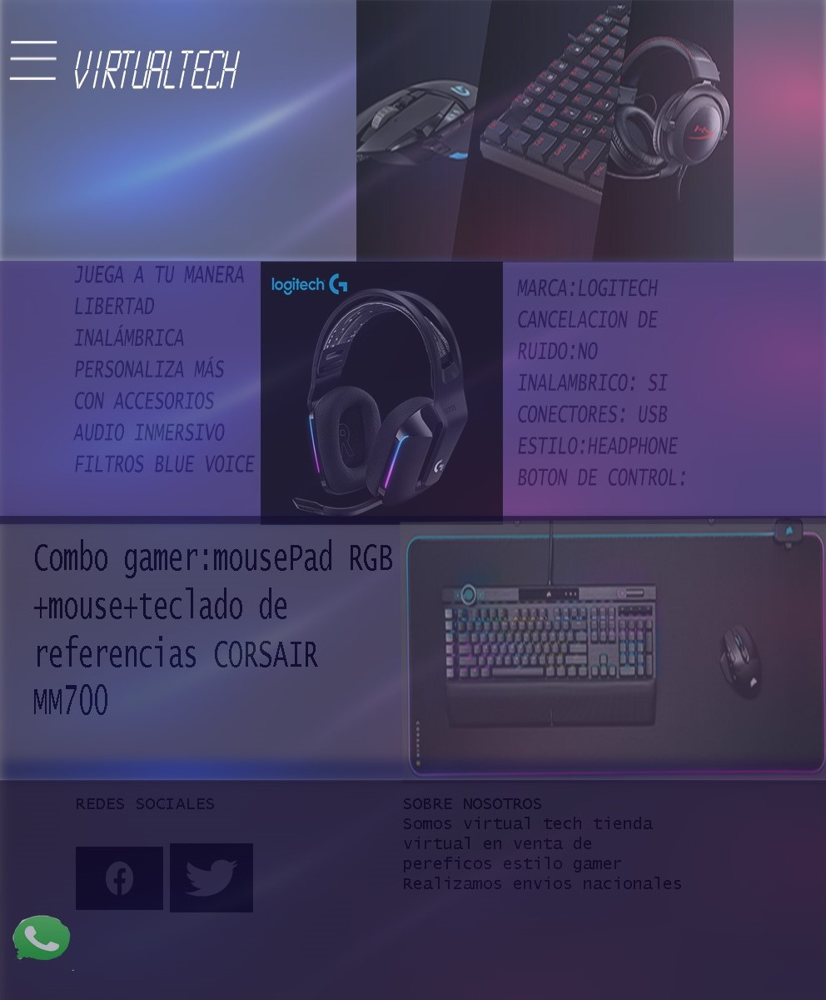 VIRTUALTECH
JUEGA A TU MANERA
LIBERTAD
INALÁMBRICA
PERSONALIZA MÁS
CON ACCESORIOS
AUDIO INMERSIVO
FILTROS BLUE VOICE
logitech G
MARCA:LOGITECH
CANCELACION DE
RUIDO:NO
INALAMBRICO: SI
CONECTORES: USB
ESTILO:HEADPHONE
BOTON DE CONTROL:
Combo gamer:mousePad RGB
+mouse+teclado de
referencias CORSAIR
MM700
REDES SOCIALES
SOBRE NOSOTROS
Somos virtual tech tienda
virtual en venta de
pereficos estilo gamer
Realizamos envios nacionales